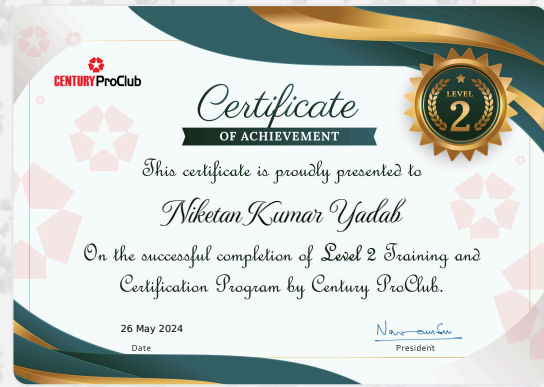 CENTURY ProClub
LEVEL
2
Certificate
OF ACHIEVEMENT
This certificate is proudly presented to
Niketan Kumar Yadab
On the successful completion of Level 2 Training and
Certification Program by Century ProClub.
26 May 2024
Date
President